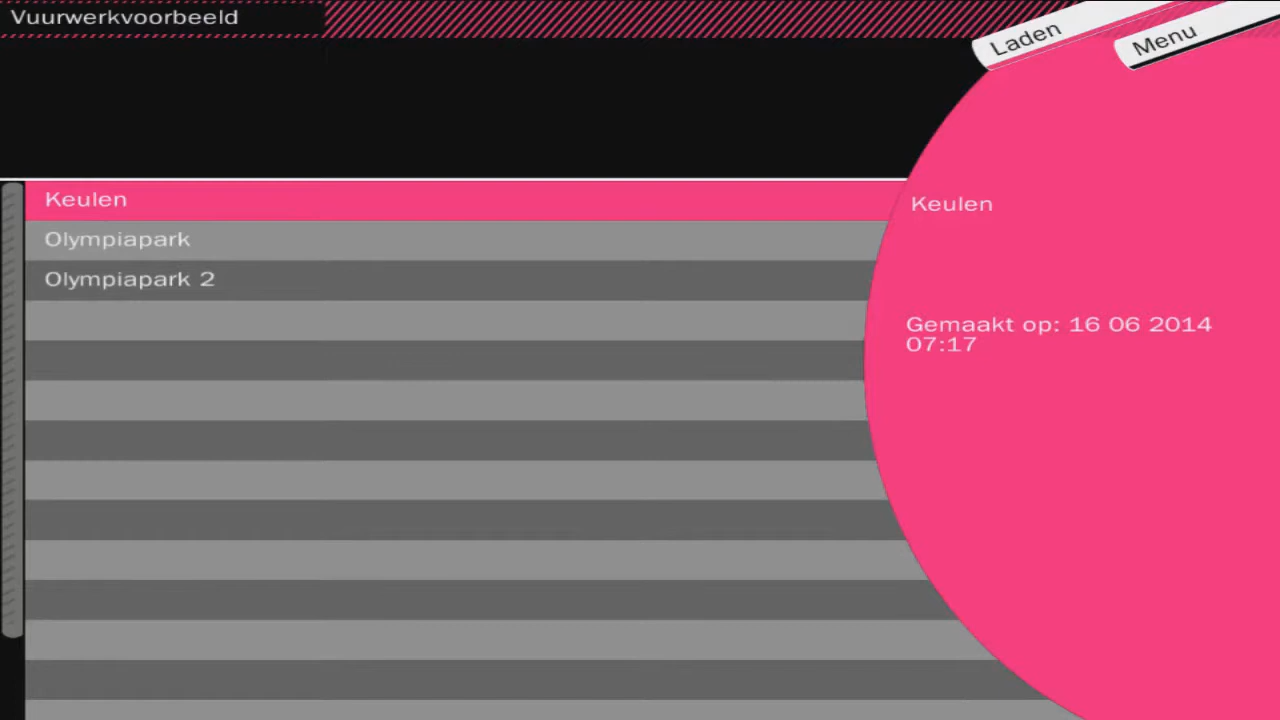 Vuurwerkvoorbeeld
Laden
Menu
Keulen
Olympiapark
Olympiapark 2
Keulen
Gemaakt op: 16 06 2014
07:17